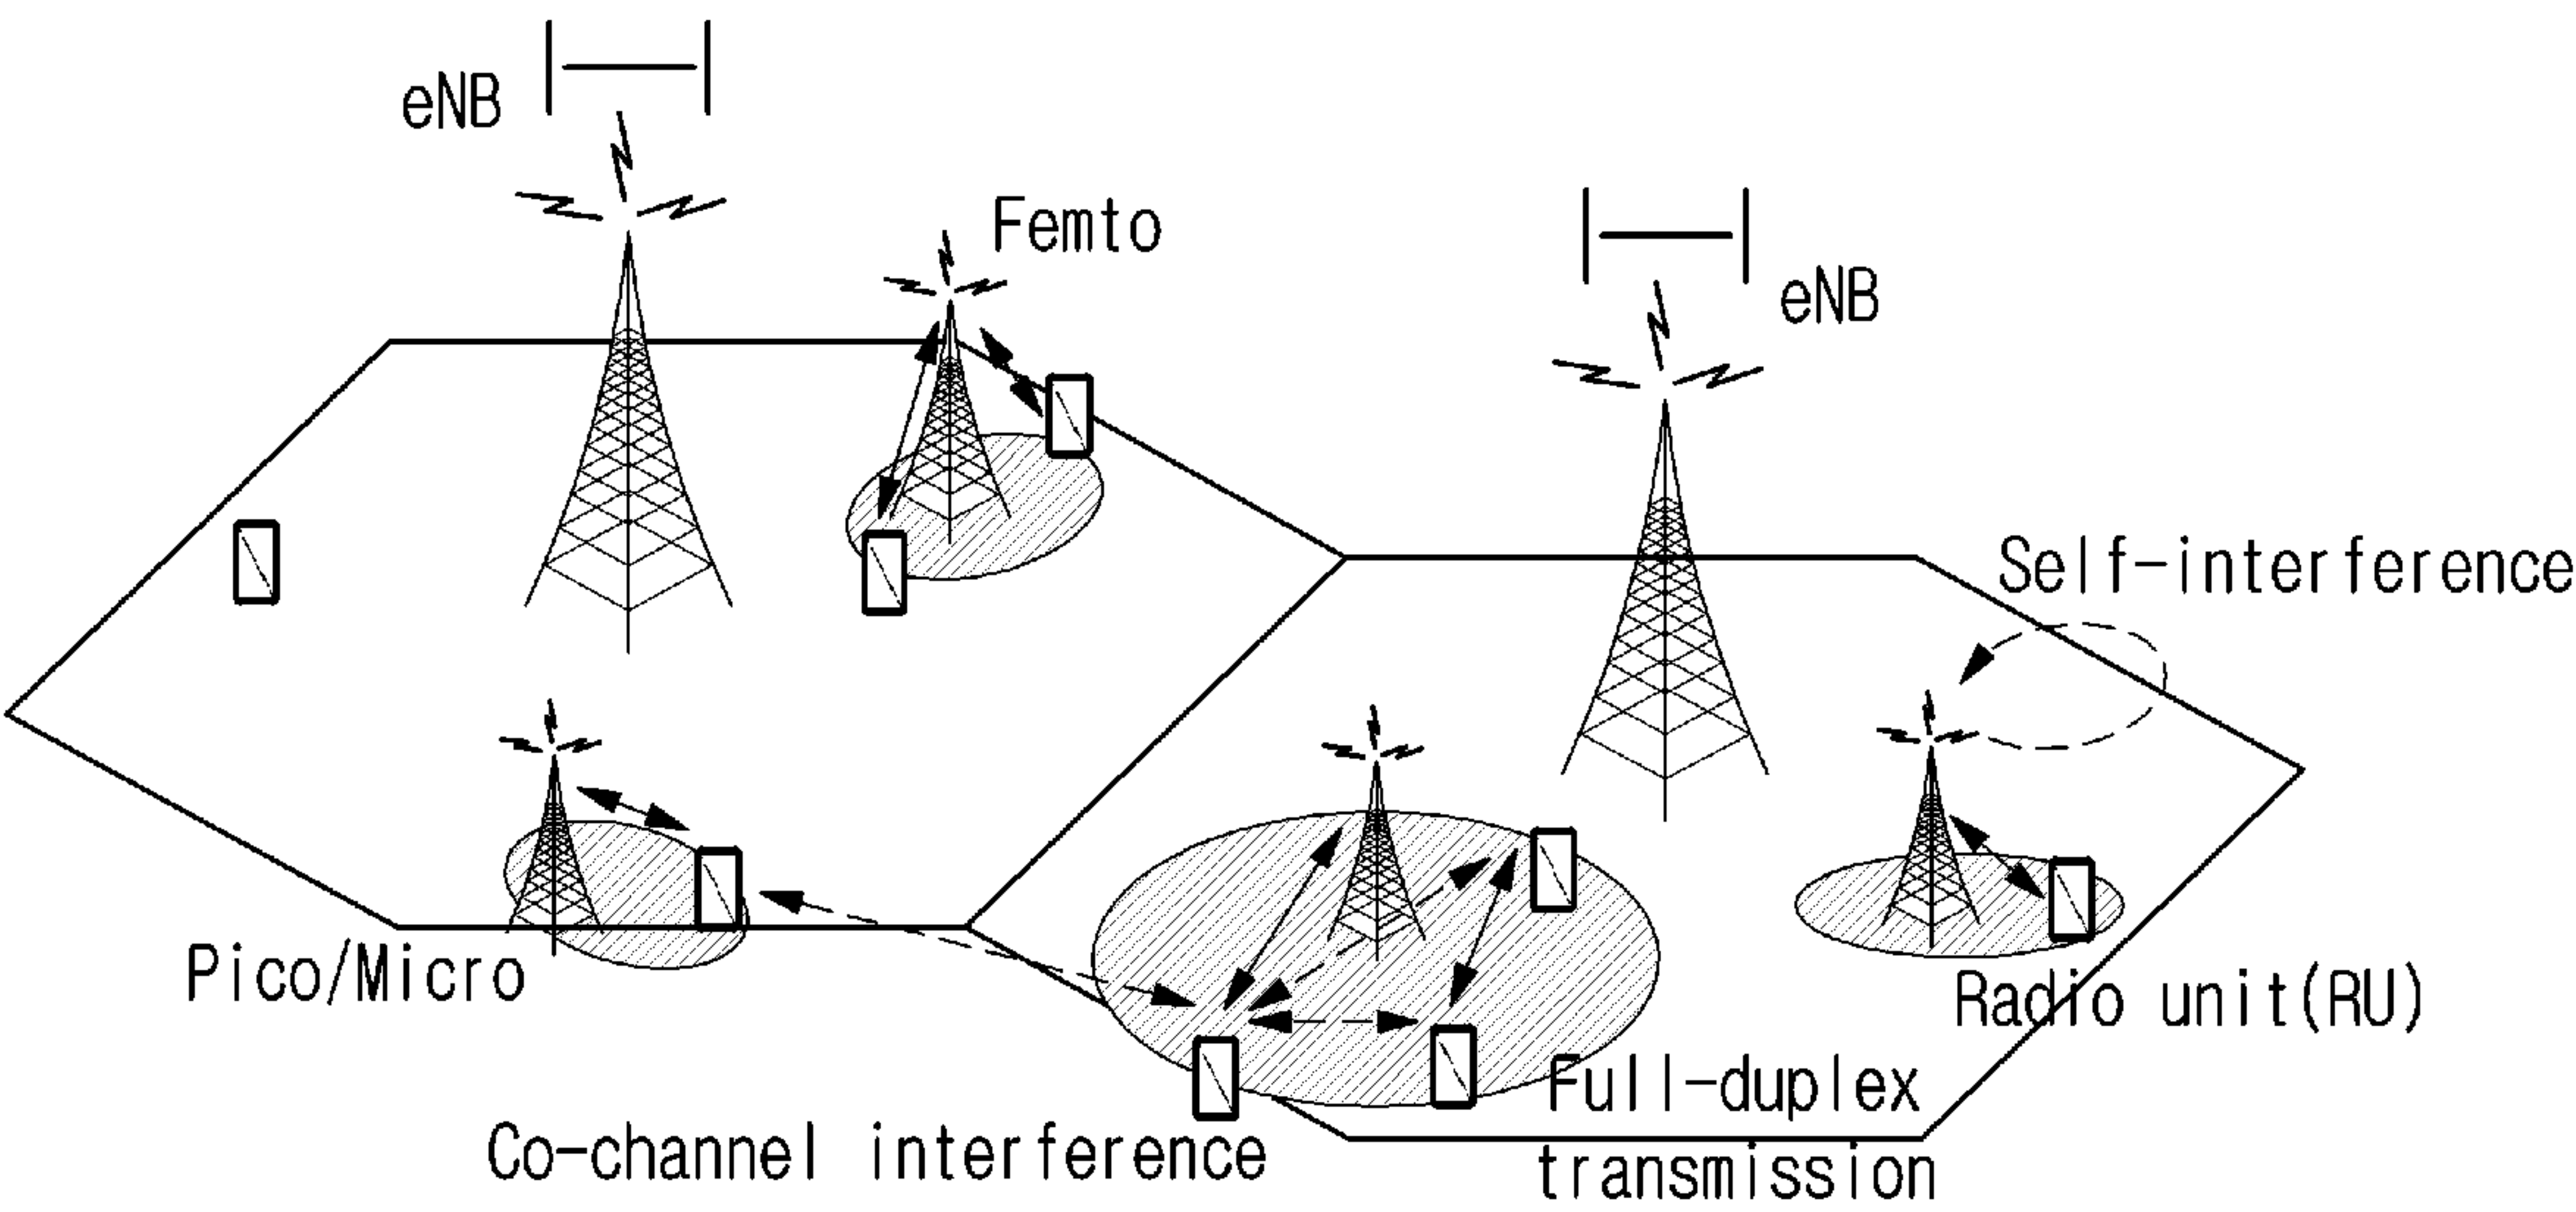 eNB
Femto
eNB
Self-interference
Pico/Micro
Radio unit(RU)
Full-duplex
transmission
Co-channel interference